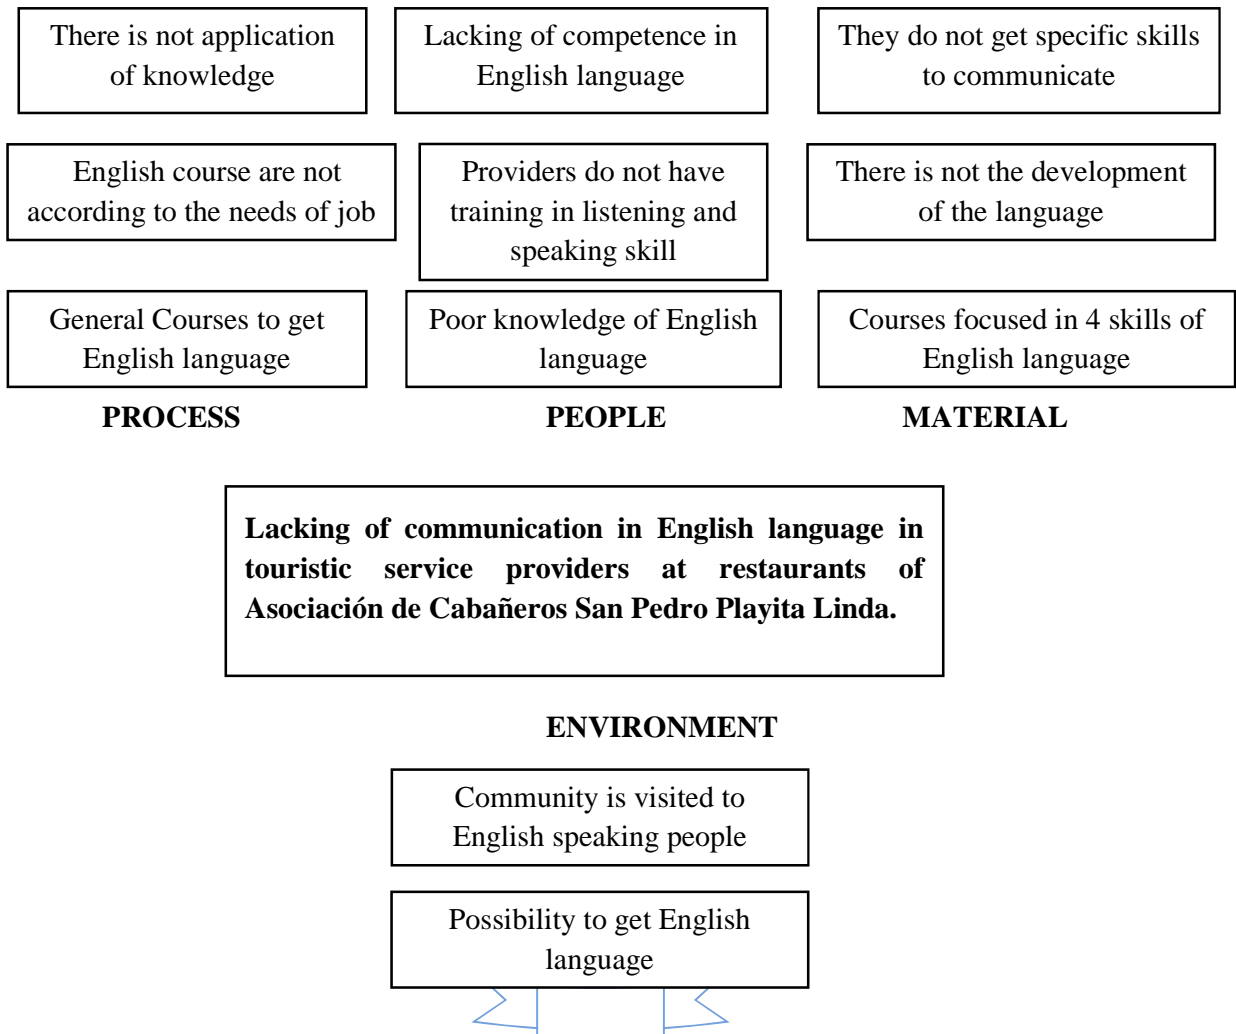 There is not application
of knowledge
Lacking of competence in
English language
They do not get specific skills
to communicate
English course are not
according to the needs of job
Providers do not have
training in listening and
speaking skill
There is not the development
of the language
General Courses to get
English language
Poor knowledge of English
language
Courses focused in 4 skills of
English language
PROCESS
PEOPLE
MATERIAL
Lacking of communication in English language in
touristic service providers at restaurants of
Asociación de Cabañeros San Pedro Playita Linda.
ENVIRONMENT
Community is visited to
English speaking people
Possibility to get English
language